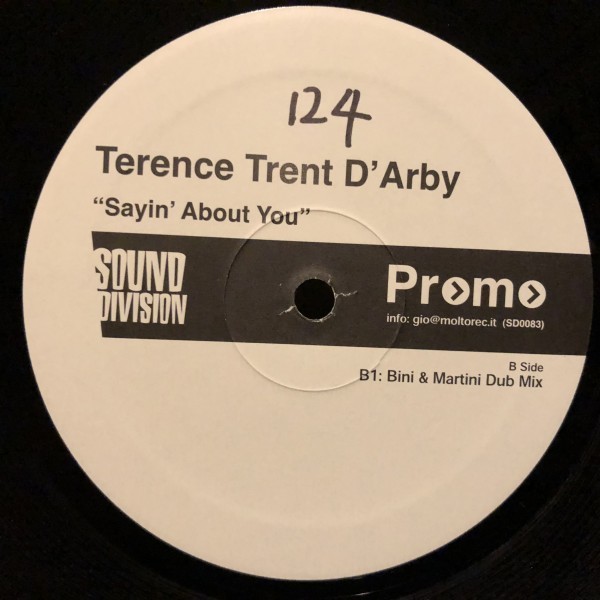 124
Terence Trent D’Arby
“Sayin’ About You”
SOUND
DIVISION
Promo
info: gio@moltorec.it (SD0083)
B Side
B1: Bini & Martini Dub Mix